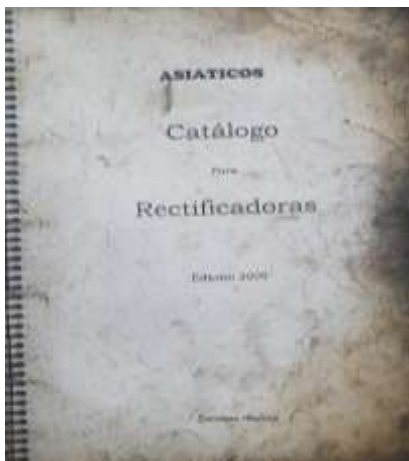 ASIATICOS
Catálogo
Para
Rectificadoras
Edición